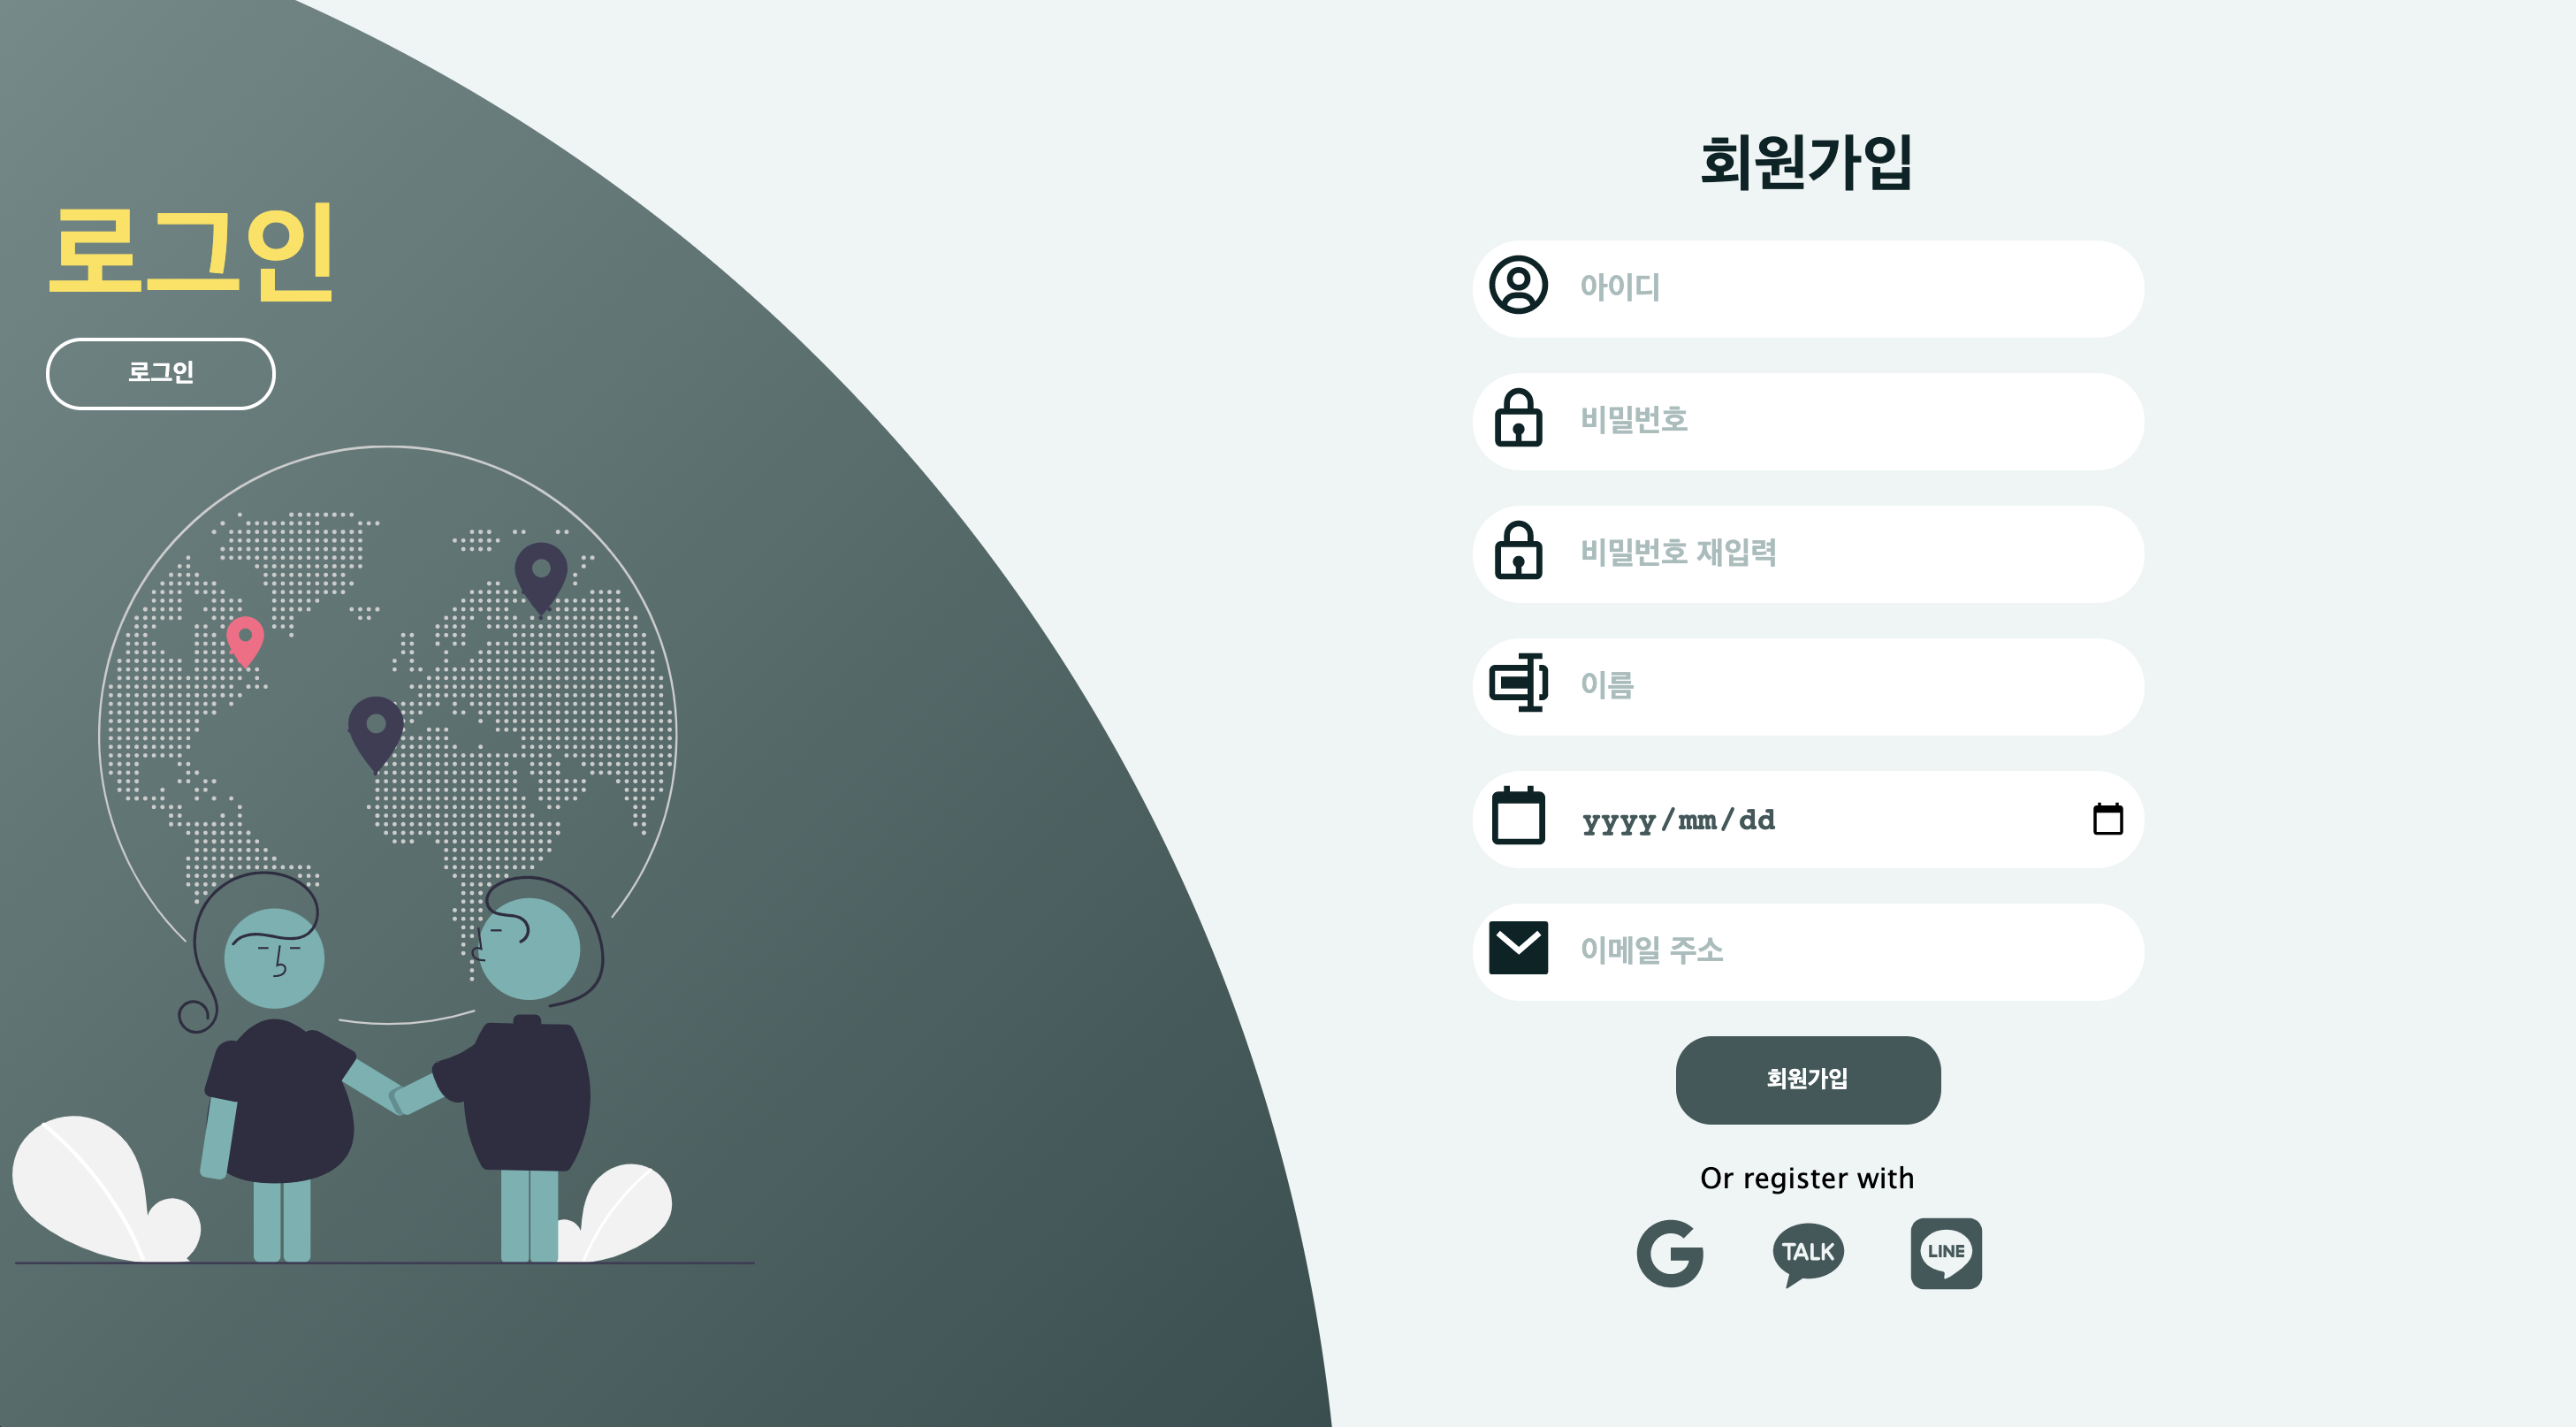 로그인
로그인
회원가입
아이디
비밀번호
비밀번호 재입력
이름
yyyy/mm/dd
이메일 주소
회원가입
Or register with
G
TALK
LINE